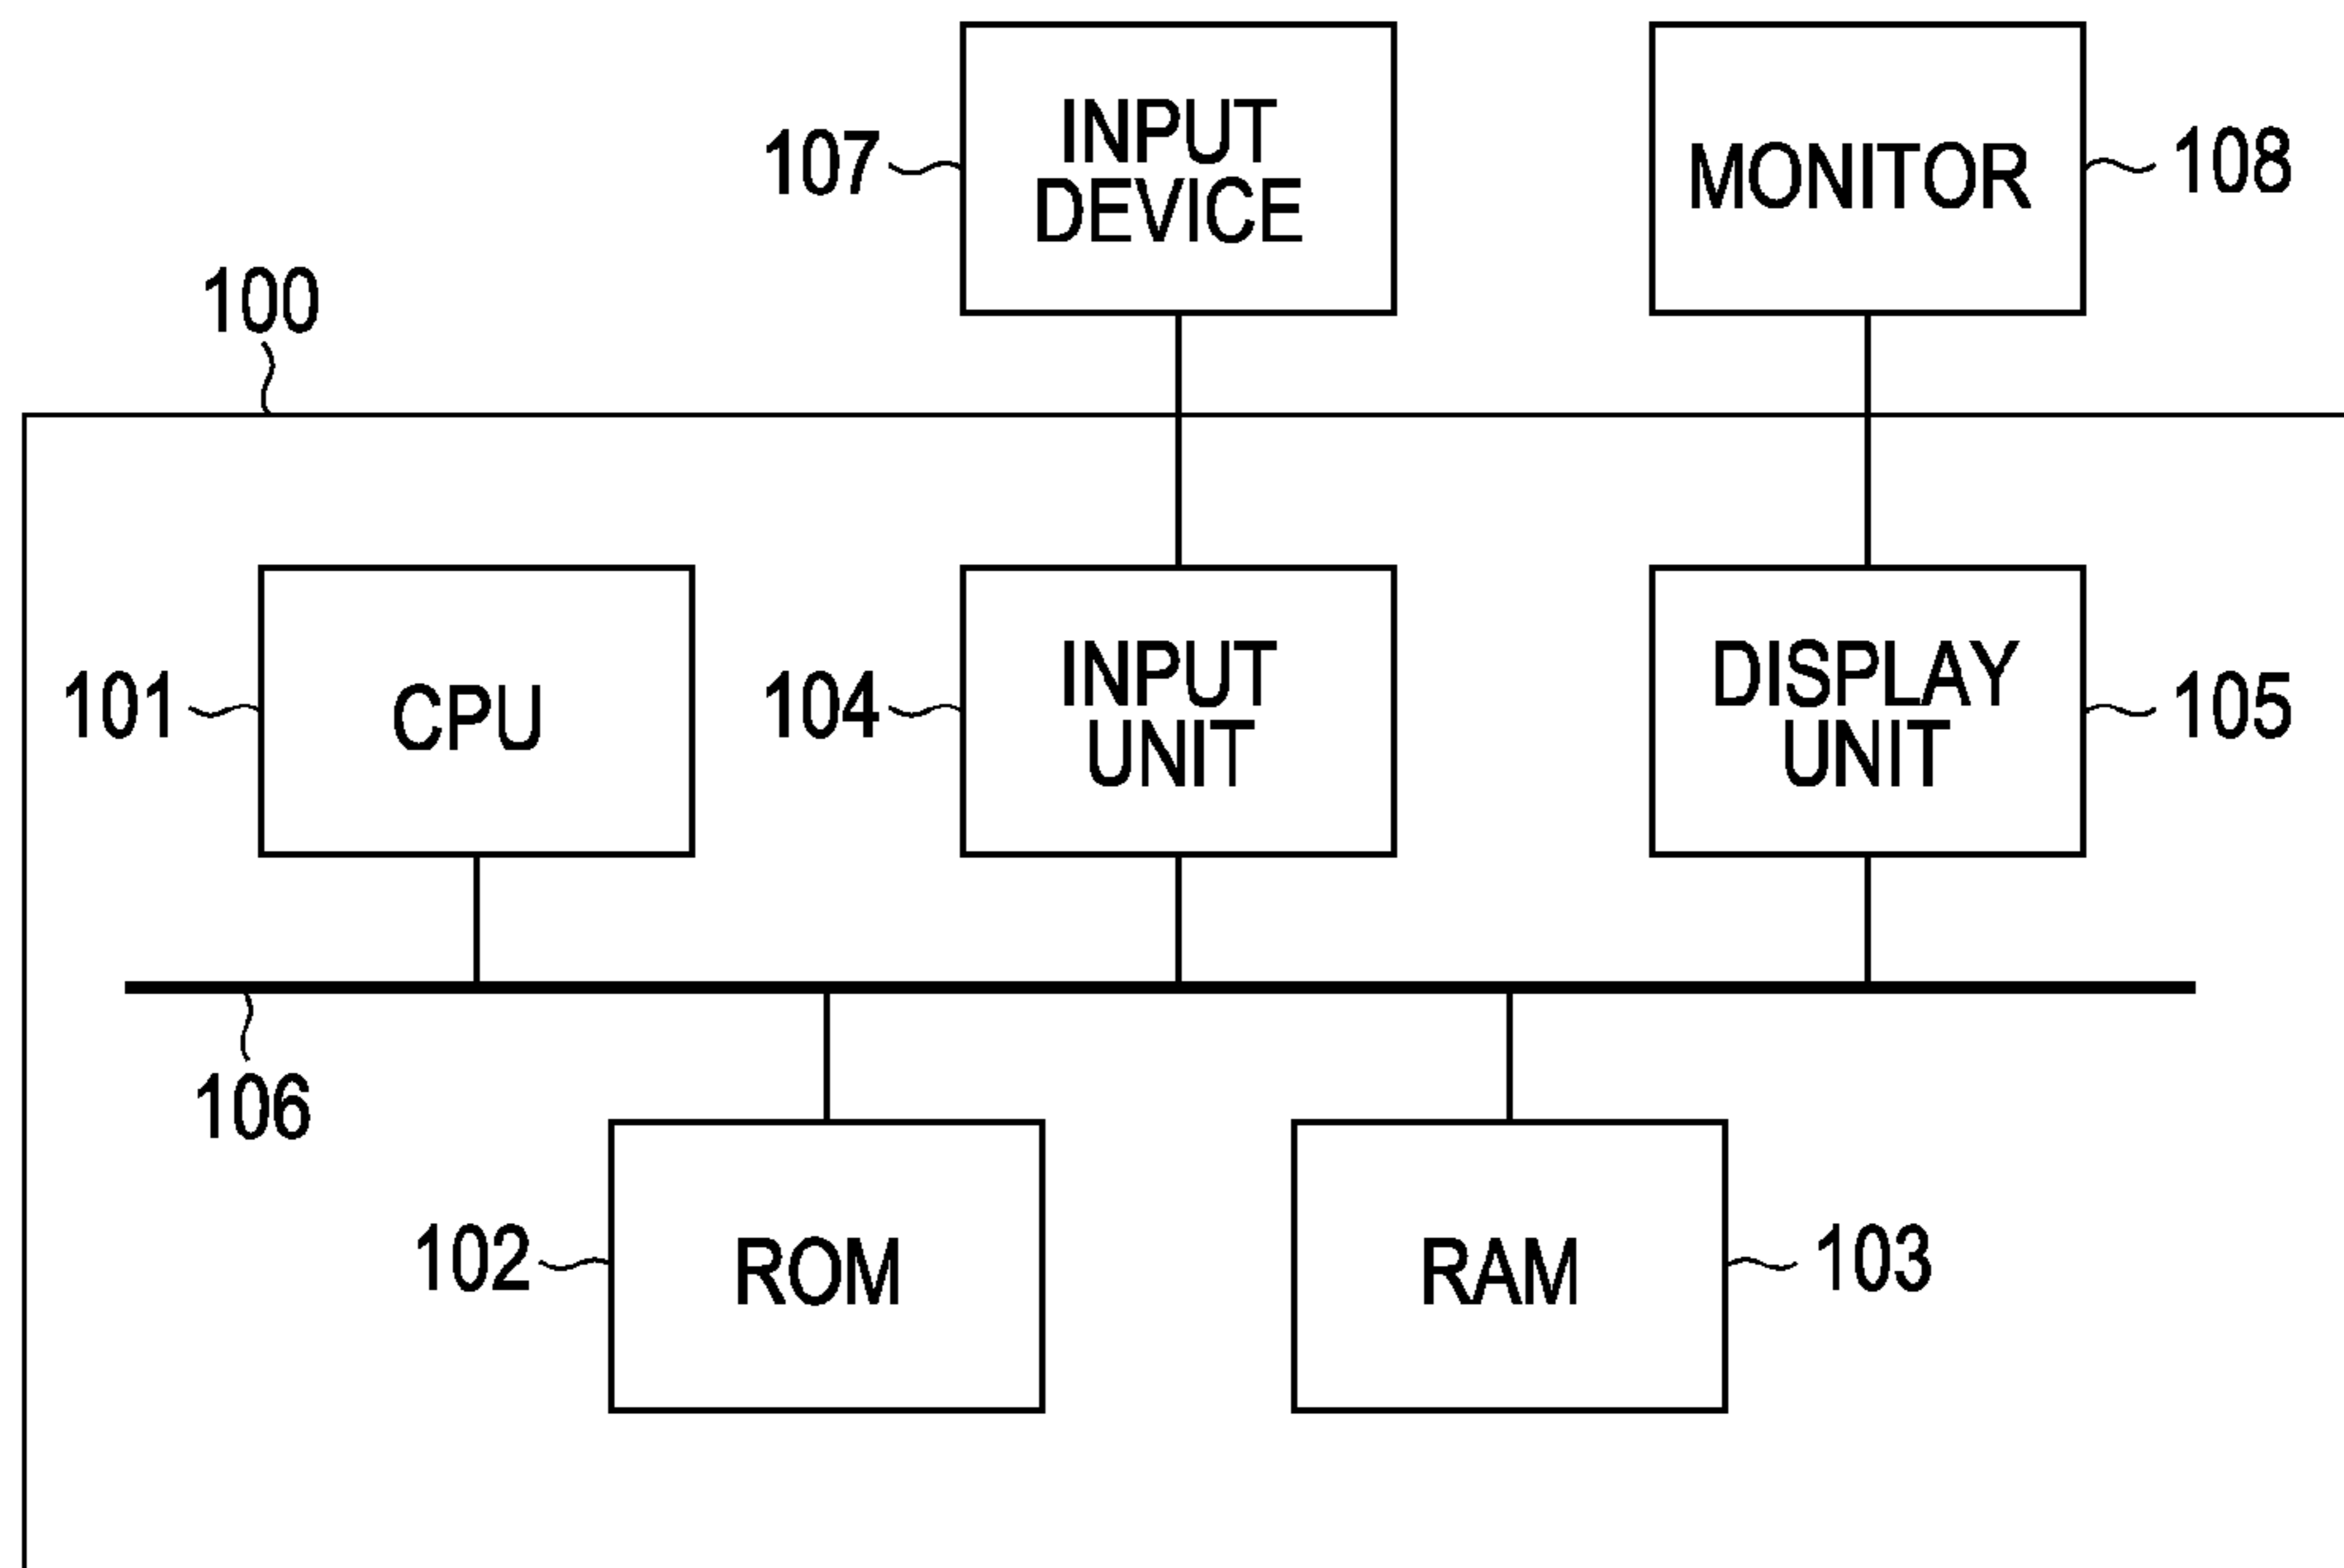 107
INPUT
DEVICE
MONITOR
108
100
101
CPU
104
INPUT
UNIT
DISPLAY
UNIT
105
106
102
ROM
RAM
103